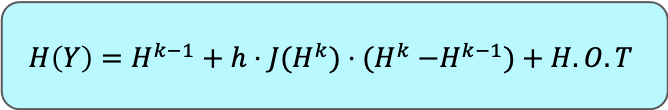 H(Y) = H^{k−1} + h · J(H^k) · (H^k − H^{k−1}) + H.O.T